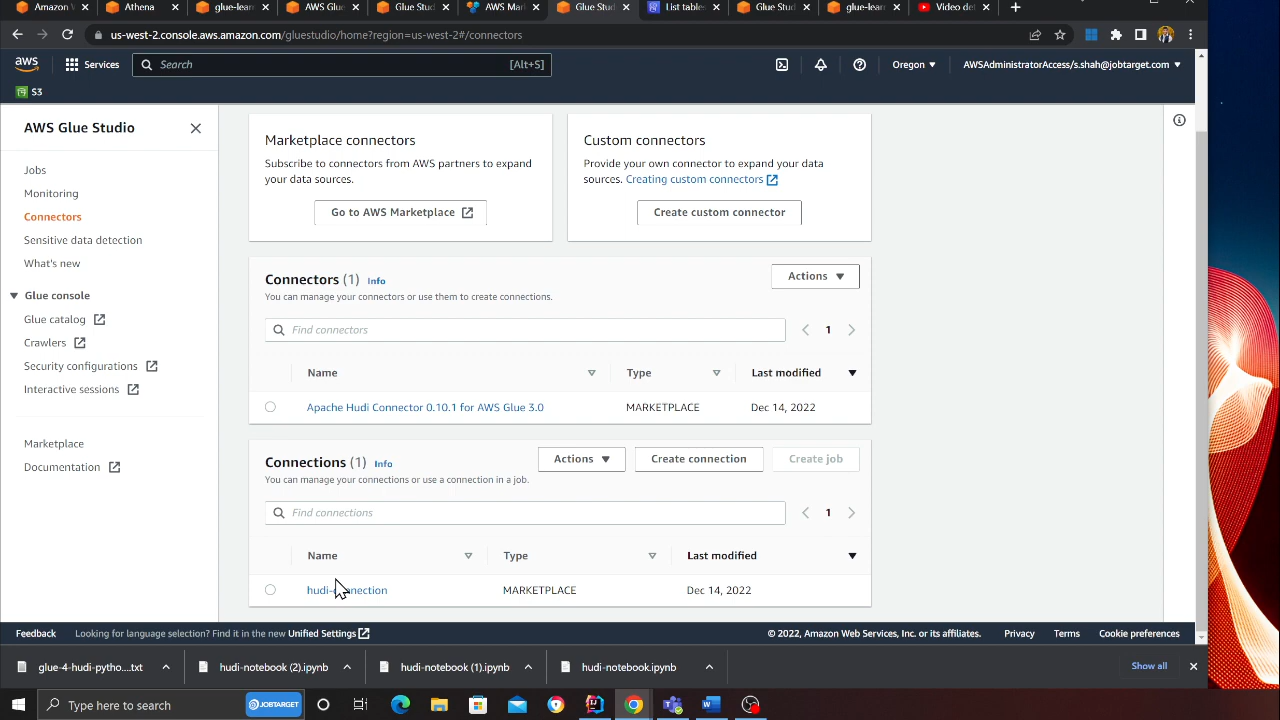 Amazon W
Athena
glue-learn
AWS Glue
Glue Stud
AWS Mark
Glue Stud
List tables
Glue Stud
glue-learn
Video det
us-west-2.console.aws.amazon.com/gluestudio/home?region=us-west-2#/connectors
aws
Services
Search
[Alt+S]
Oregon
AWSAdministratorAccess/s.shah@jobtarget.com
S3
AWS Glue Studio
Jobs
Monitoring
Connectors
Sensitive data detection
What's new
Glue console
Glue catalog
Crawlers
Security configurations
Interactive sessions
Marketplace
Documentation
Marketplace connectors
Subscribe to connectors from AWS partners to expand
your data sources.
Go to AWS Marketplace
Custom connectors
Provide your own connector to expand your data
sources. Creating custom connectors
Create custom connector
Connectors (1) Info
Actions
You can manage your connectors or use them to create connections.
Find connectors
1
Name
Type
Last modified
Apache Hudi Connector 0.10.1 for AWS Glue 3.0
MARKETPLACE
Dec 14, 2022
Connections (1) Info
Actions
Create connection
Create job
You can manage your connections or use a connection in a job.
Find connections
1
Name
Type
Last modified
hudi-connection
MARKETPLACE
Dec 14, 2022
Feedback
Looking for language selection? Find it in the new Unified Settings
© 2022, Amazon Web Services, Inc. or its affiliates.
Privacy
Terms
Cookie preferences
glue-4-hudi-pytho....txt
hudi-notebook (2).ipynb
hudi-notebook (1).ipynb
hudi-notebook.ipynb
Show all
Type here to search
JOBTARGET